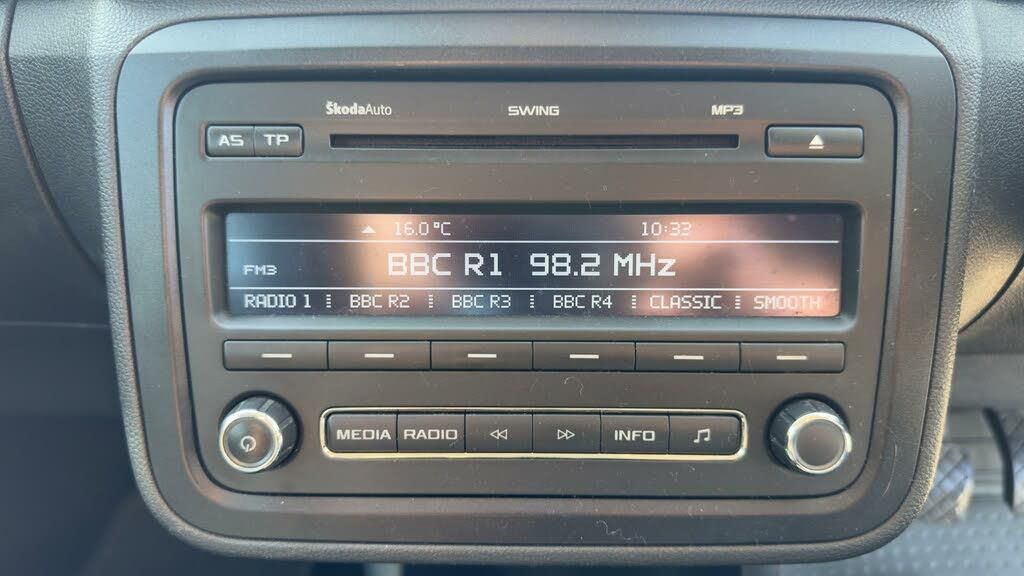 ŠkodaAuto SWING MP3
AS TP
16.0°C 10:33
FM3 BBC R1 98.2 MHz
RADIO 1 BBC R2 BBC R3 BBC R4 CLASSIC SMOOTH
MEDIA RADIO INFO